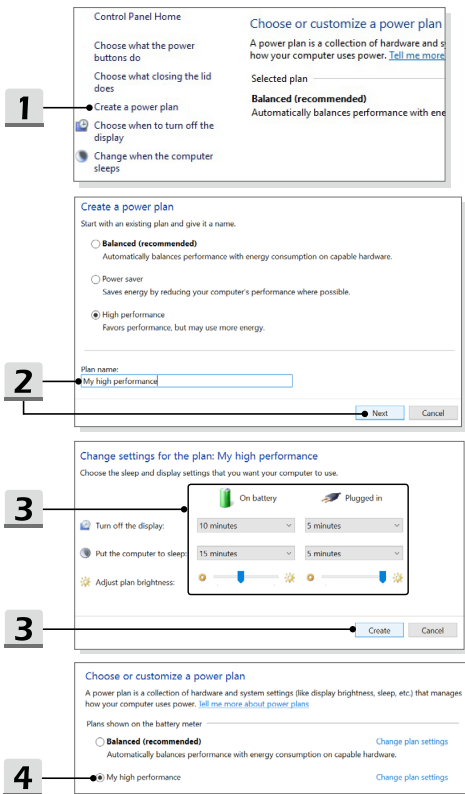 Control Panel Home
Choose what the power
buttons do
Choose what closing the lid
does
Create a power plan
Choose when to turn off the
display
Change when the computer
sleeps
Choose or customize a power plan
A power plan is a collection of hardware and s
how your computer uses power. Tell me more
Selected plan
Balanced (recommended)
Automatically balances performance with ene
1
Create a power plan
Start with an existing plan and give it a name.
Balanced (recommended)
Automatically balances performance with energy consumption on capable hardware.
Power saver
Saves energy by reducing your computer's performance where possible.
High performance
Favors performance, but may use more energy.
Plan name:
2
My high performance
Next Cancel
Change settings for the plan: My high performance
Choose the sleep and display settings that you want your computer to use.
On battery Plugged in
3
Turn off the display: 10 minutes 5 minutes
Put the computer to sleep: 15 minutes 5 minutes
Adjust plan brightness:
3
Create Cancel
Choose or customize a power plan
A power plan is a collection of hardware and system settings (like display brightness, sleep, etc.) that manages
how your computer uses power. Tell me more about power plans
Plans shown on the battery meter
Balanced (recommended) Change plan settings
Automatically balances performance with energy consumption on capable hardware.
4
My high performance Change plan settings